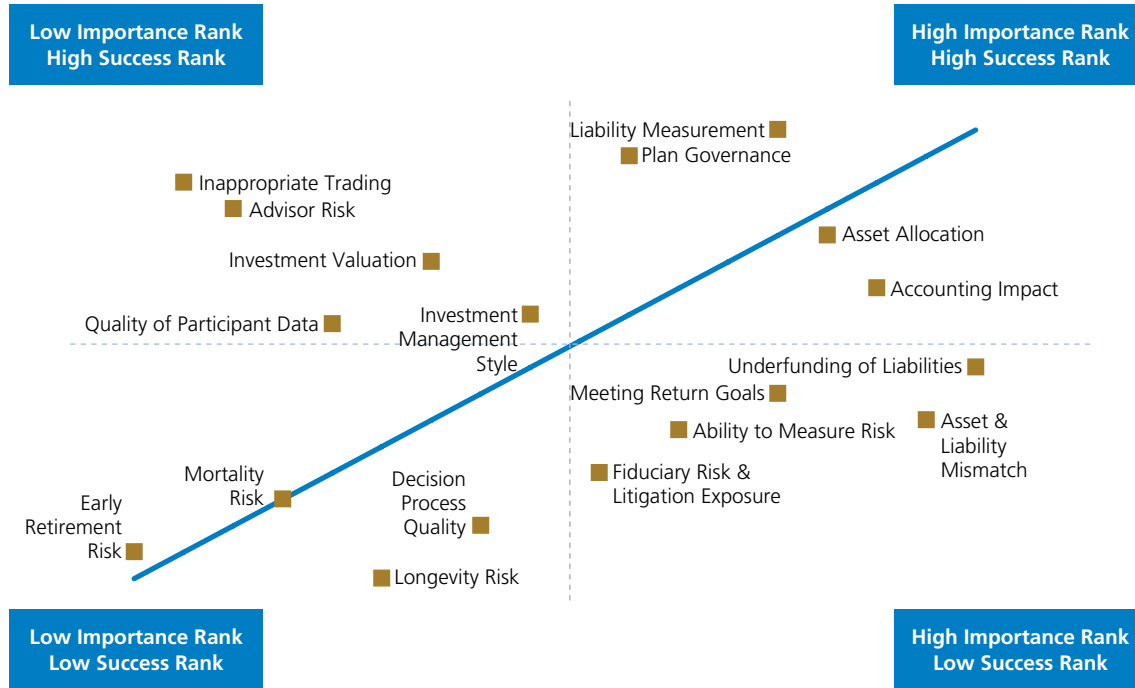 Low Importance Rank
High Success Rank
High Importance Rank
High Success Rank
Liability Measurement
Plan Governance
Inappropriate Trading
Advisor Risk
Asset Allocation
Investment Valuation
Accounting Impact
Quality of Participant Data
Investment
Management
Style
Underfunding of Liabilities
Meeting Return Goals
Ability to Measure Risk
Asset &
Liability
Mismatch
Fiduciary Risk &
Litigation Exposure
Mortality
Risk
Decision
Process
Quality
Early
Retirement
Risk
Longevity Risk
Low Importance Rank
Low Success Rank
High Importance Rank
Low Success Rank